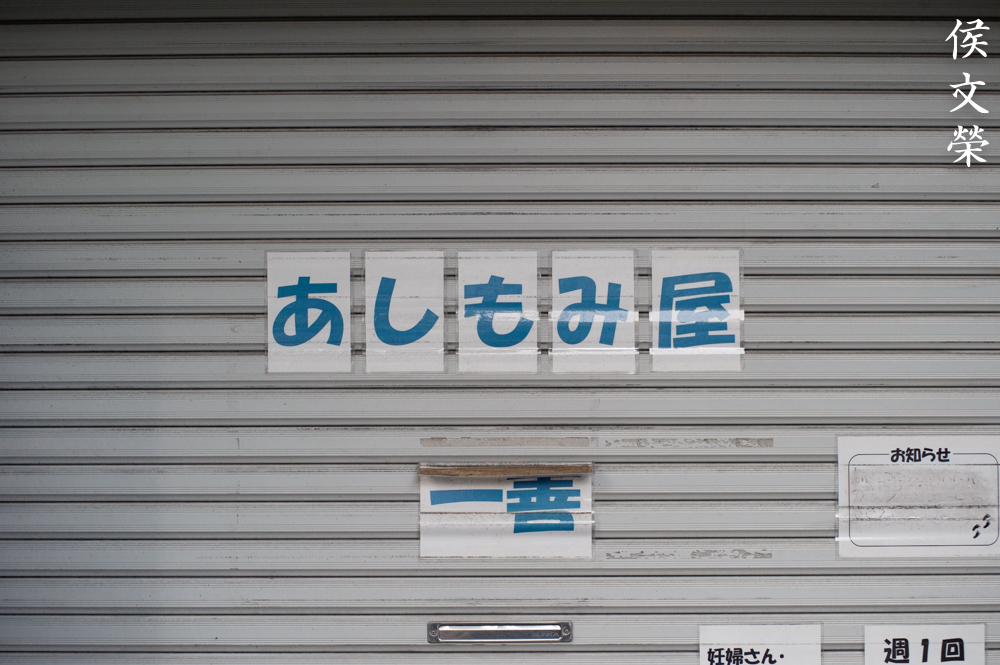 侯文榮
あしもみ屋
一善
お知らせ
妊婦さん・
週1回